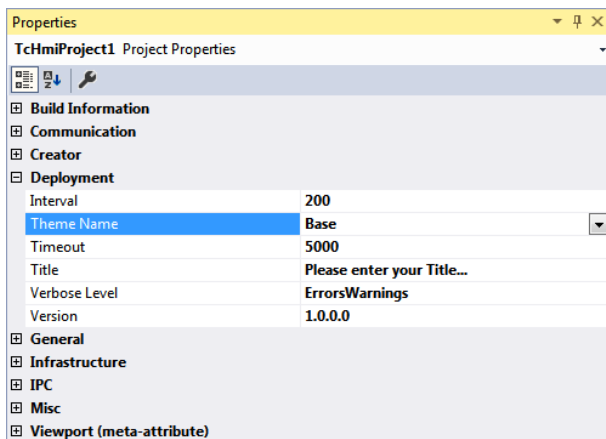 Properties
TcHmiProject1 Project Properties
Build Information
Communication
Creator
Deployment
Interval 200
Theme Name Base
Timeout 5000
Title Please enter your Title...
Verbose Level ErrorsWarnings
Version 1.0.0.0
General
Infrastructure
IPC
Misc
Viewport (meta-attribute)